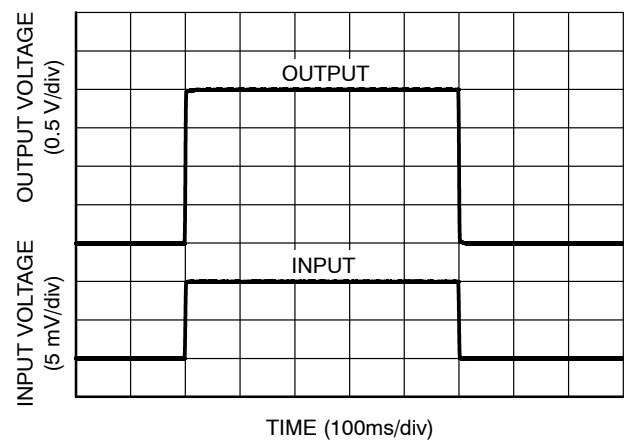 OUTPUT VOLTAGE
(0.5 V/div)
OUTPUT
INPUT VOLTAGE
(5 mV/div)
INPUT
TIME (100ms/div)